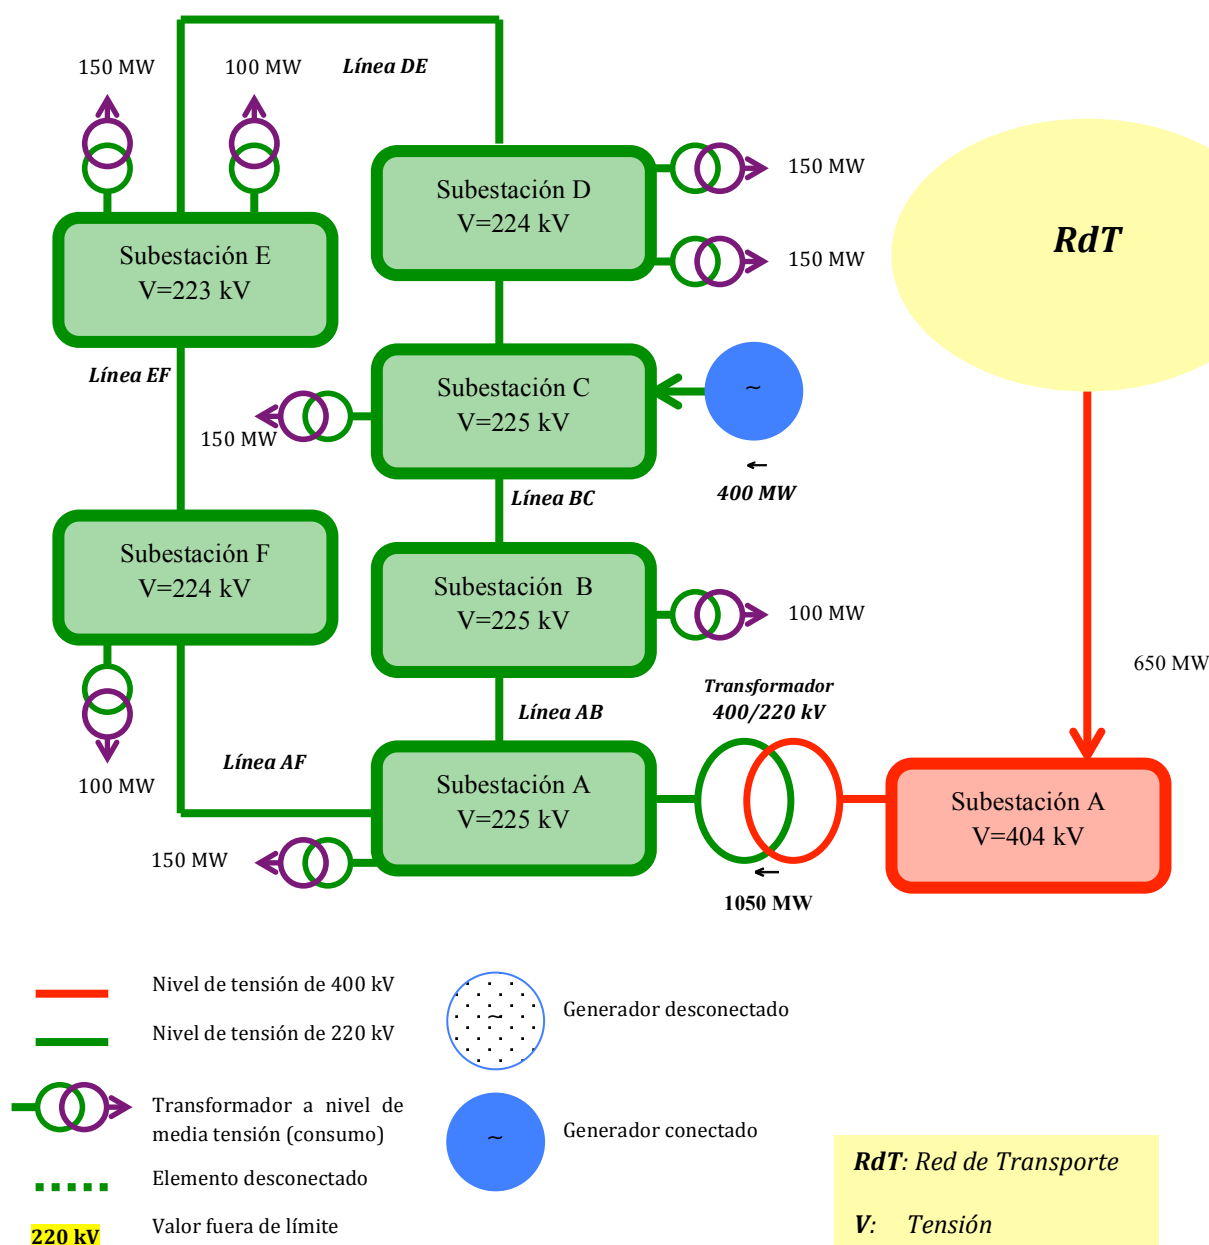 150 MW
100 MW
Línea DE
Subestación D
V=224 kV
150 MW
150 MW
RdT
Subestación E
V=223 kV
Línea EF
Subestación C
V=225 kV
150 MW
~
400 MW
Línea BC
Subestación F
V=224 kV
Subestación B
V=225 kV
100 MW
650 MW
Transformador
400/220 kV
Línea AB
Línea AF
100 MW
Subestación A
V=225 kV
Subestación A
V=404 kV
150 MW
1050 MW
Nivel de tensión de 400 kV
Nivel de tensión de 220 kV
Transformador a nivel de
media tensión (consumo)
Elemento desconectado
220 kV
Valor fuera de límite
~
Generador desconectado
~
Generador conectado
RdT: Red de Transporte
V: Tensión